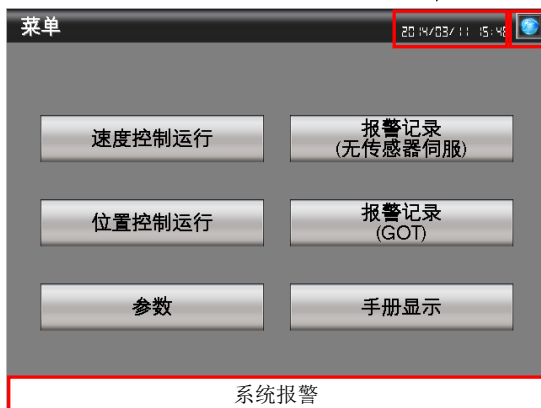 菜单
2014/03/11 15:48
速度控制运行
报警记录
(无传感器伺服)
位置控制运行
报警记录
(GOT)
参数
手册显示
系统报警